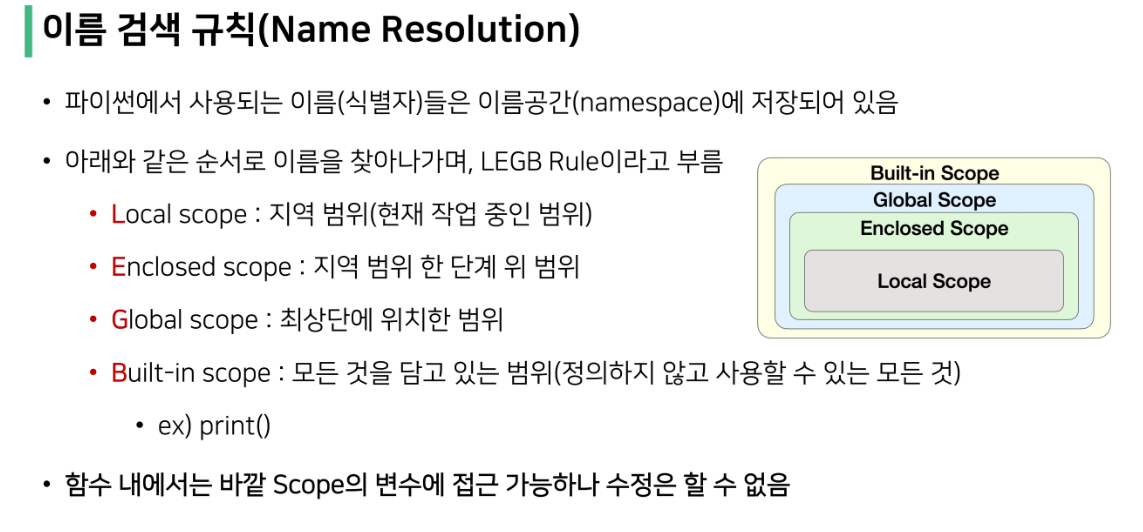 이름 검색 규칙(Name Resolution)
• 파이썬에서 사용되는 이름(식별자)들은 이름공간(namespace)에 저장되어 있음
• 아래와 같은 순서로 이름을 찾아나가며, LEGB Rule이라고 부름
• Local scope : 지역 범위(현재 작업 중인 범위)
• Enclosed scope : 지역 범위 한 단계 위 범위
• Global scope : 최상단에 위치한 범위
• Built-in scope : 모든 것을 담고 있는 범위(정의하지 않고 사용할 수 있는 모든 것)
• ex) print()
• 함수 내에서는 바깥 Scope의 변수에 접근 가능하나 수정은 할 수 없음
Built-in Scope
Global Scope
Enclosed Scope
Local Scope